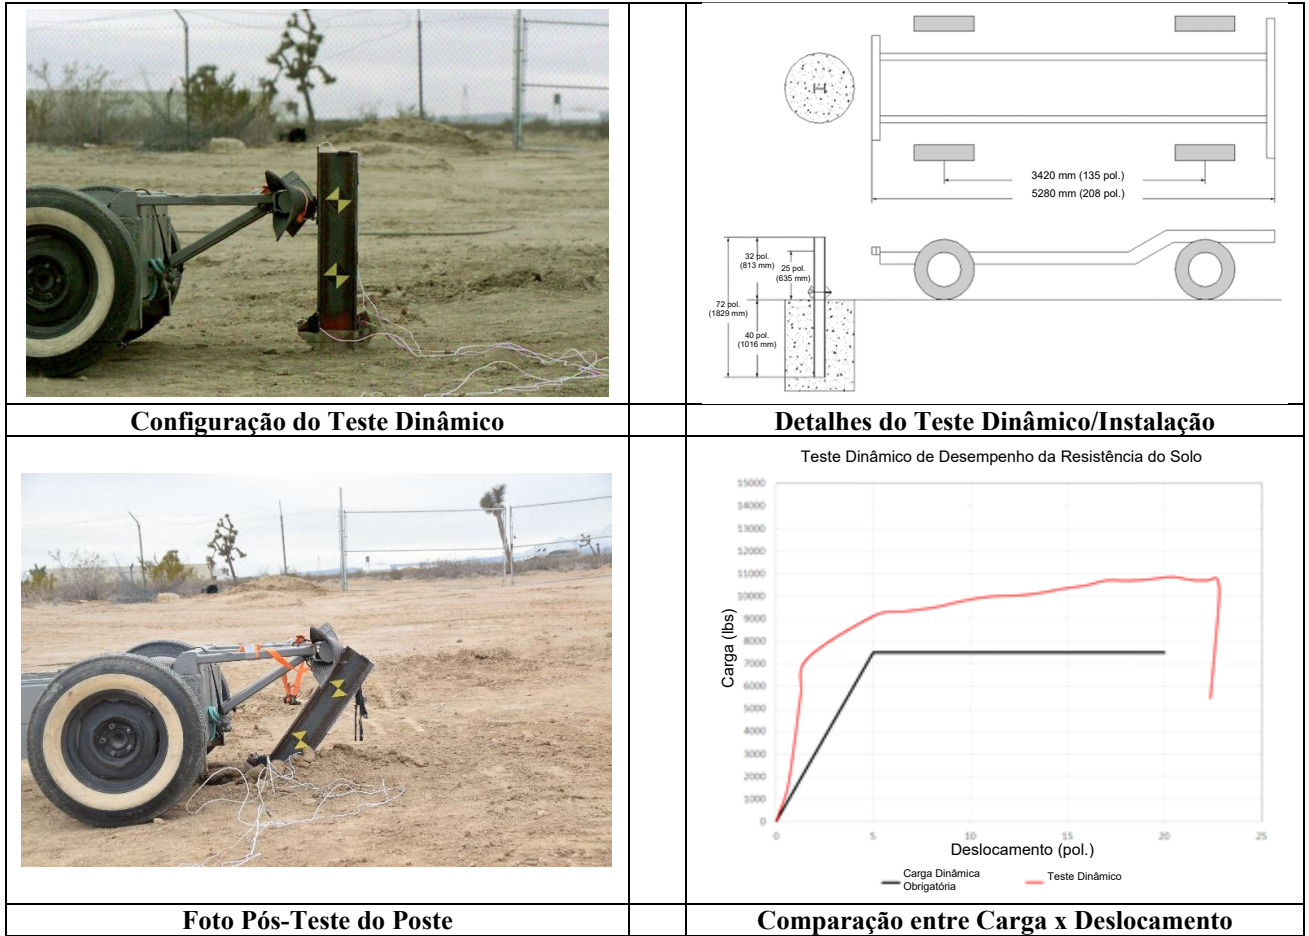 3420 mm (135 pol.)
5280 mm (208 pol.)
32 pol.
(813 mm)
25 pol.
(635 mm)
72 pol.
(1829 mm)
40 pol.
(1016 mm)
Configuração do Teste Dinâmico
Detalhes do Teste Dinâmico/Instalação
Teste Dinâmico de Desempenho da Resistência do Solo
15000
14000
13000
12000
11000
10000
9000
8000
7000
6000
5000
4000
3000
2000
1000
0
Carga (lbs)
0 5 10 15 20 25
Deslocamento (pol.)
Carga Dinâmica
Obrigatória
Teste Dinâmico
Foto Pós-Teste do Poste
Comparação entre Carga x Deslocamento